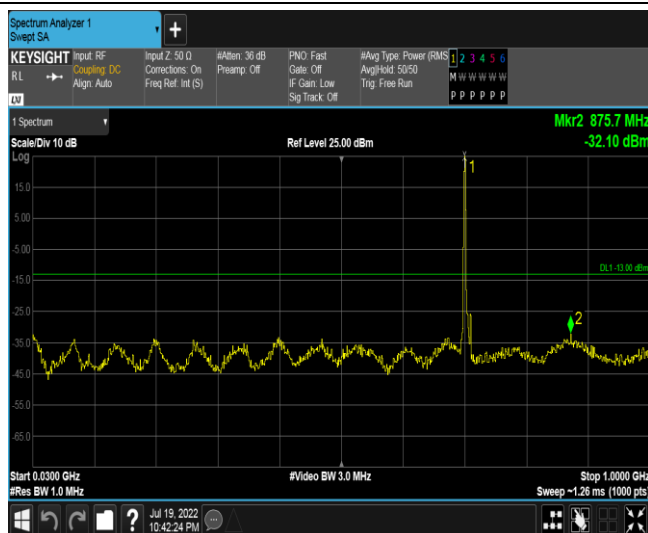 Spectrum Analyzer 1
Swept SA
+
KEYSIGHT
RL
Input: RF
Coupling: DC
Align: Auto
Input Z: 50 Ω
Corrections: On
Freq Ref: Int (S)
#Atten: 36 dB
Preamp: Off
PNO: Fast
Gate: Off
IF Gain: Low
Sig Track: Off
#Avg Type: Power (RMS
Avg|Hold: 50/50
Trig: Free Run
1 2 3 4 5 6
M W W W W W
P P P P P P
LXI
1 Spectrum
Mkr2 875.7 MHz
Scale/Div 10 dB
Ref Level 25.00 dBm
-32.10 dBm
Log
1
15.0
5.00
-5.00
DL1 -13.00 dBm
-15.0
-25.0
2
-35.0
-45.0
-55.0
-65.0
Start 0.0300 GHz
#Video BW 3.0 MHz
Stop 1.0000 GHz
#Res BW 1.0 MHz
Sweep ~1.26 ms (1000 pts)
?
Jul 19, 2022
10:42:24 PM